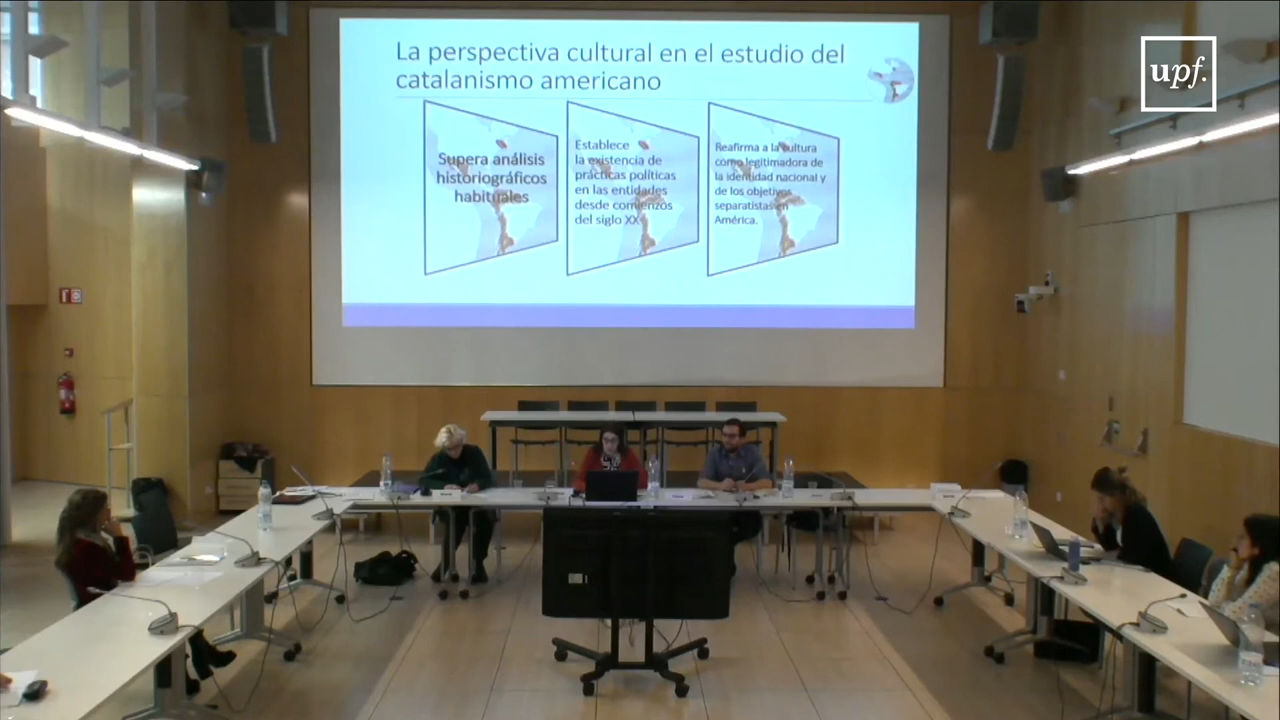 La perspectiva cultural en el estudio del
catalanismo americano
Supera análisis
historiográficos
habituales
Establece
la existencia de
prácticas políticas
en las entidades
desde comienzos
del siglo XX
Reafirma a la cultura
como legitimadora de
la identidad nacional y
de los objetivos
separatistas en
América.
upf.